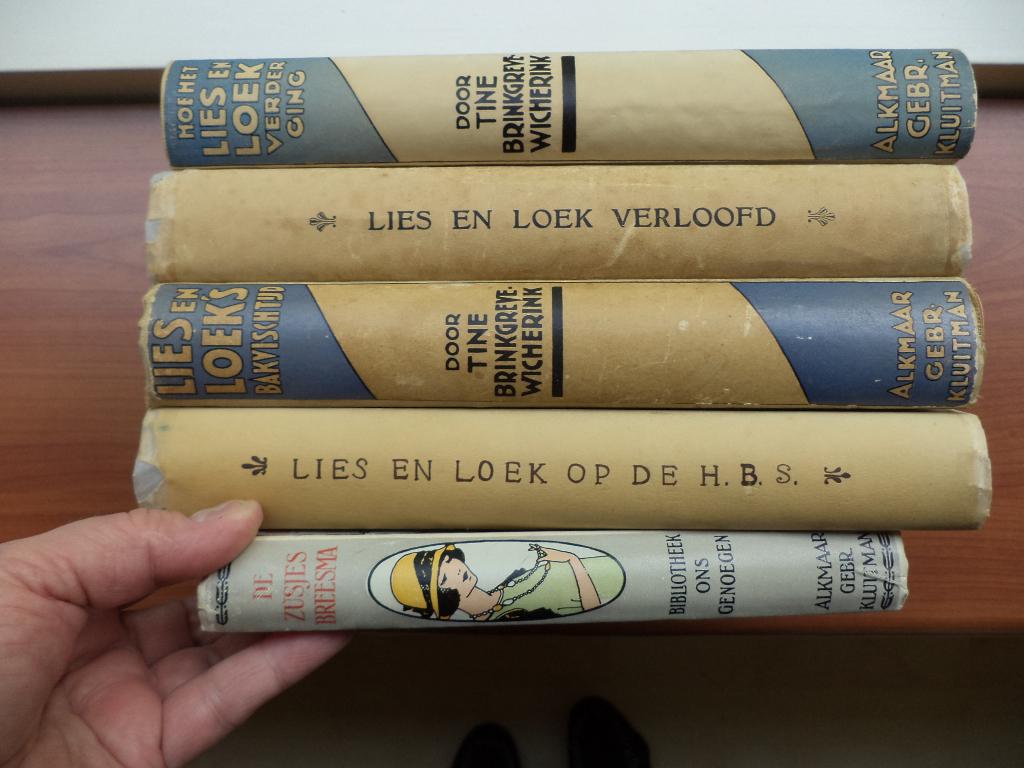 HOE HET
LIES EN
LOEK
VERDER
GING
DOOR
TINE
BRINKGREVE-
WICHERINK
ALKMAAR
GEBR.
KLUITMAN
LIES EN LOEK VERLOOFD
LIES EN
LOEK'S
BAKVISCHTIJD
DOOR
TINE
BRINKGREVE-
WICHERINK
ALKMAAR
GEBR.
KLUITMAN
LIES EN LOEK OP DE H.B.S.
DE
ZUSJES
BREESMA
BIBLIOTHEEK
ONS
GENOEGEN
ALKMAAR
GEBR.
KLUITMAN